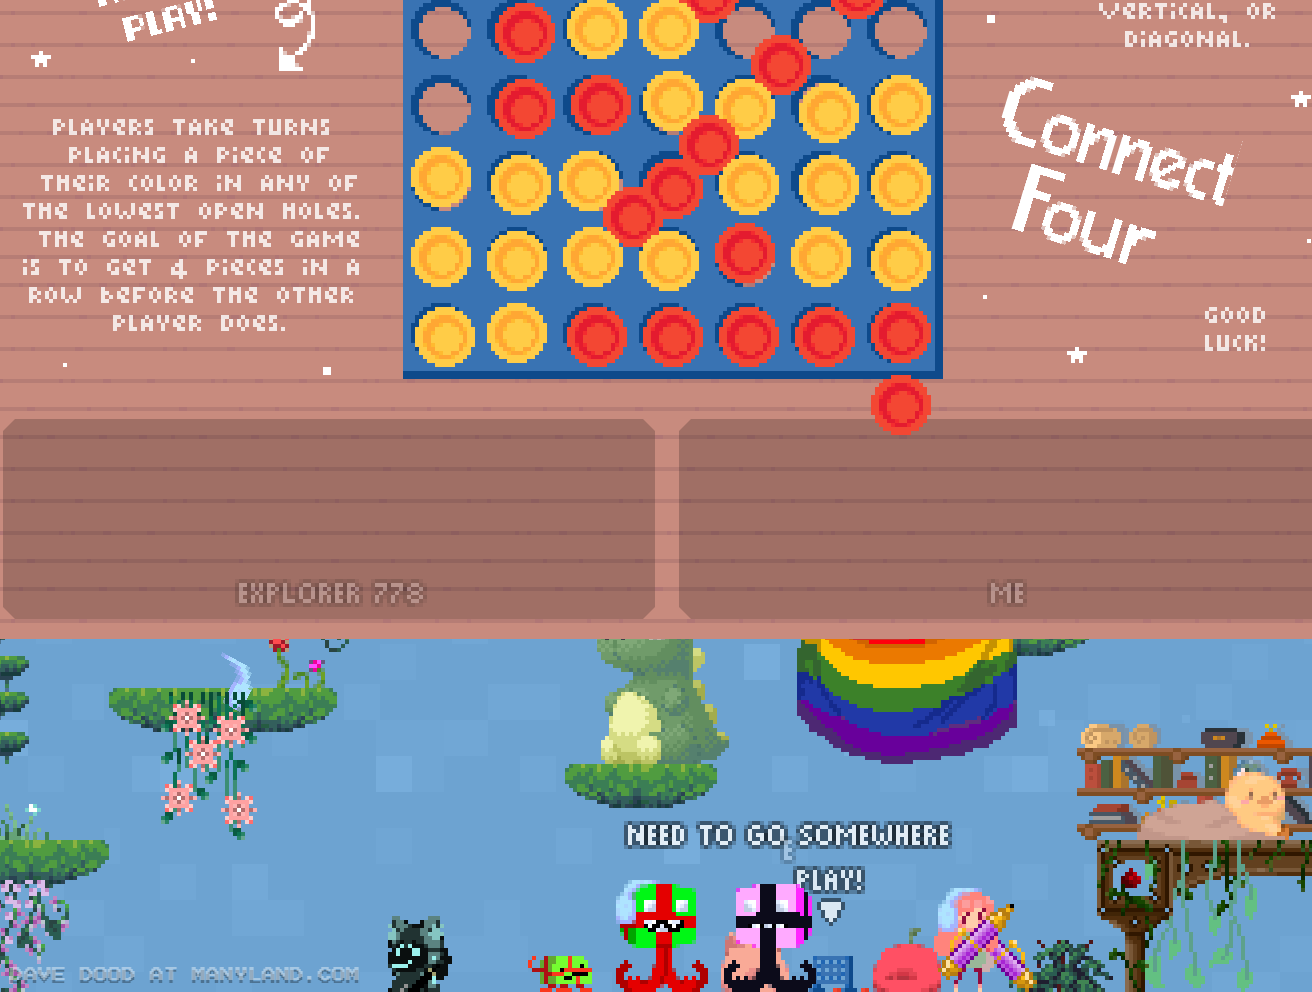 PLAY!
PLAYERS TAKE TURNS
PLACING A PIECE OF
THEIR COLOR IN ANY OF
THE LOWEST OPEN HOLES.
THE GOAL OF THE GAME
IS TO GET 4 PIECES IN A
ROW BEFORE THE OTHER
PLAYER DOES.
VERTICAL, OR
DIAGONAL.
Connect
Four
GOOD
LUCK!
EXPLORER 778
ME
NEED TO GO SOMEWHERE
E
PLAY!
DAVE DOOD AT MANYLAND.COM